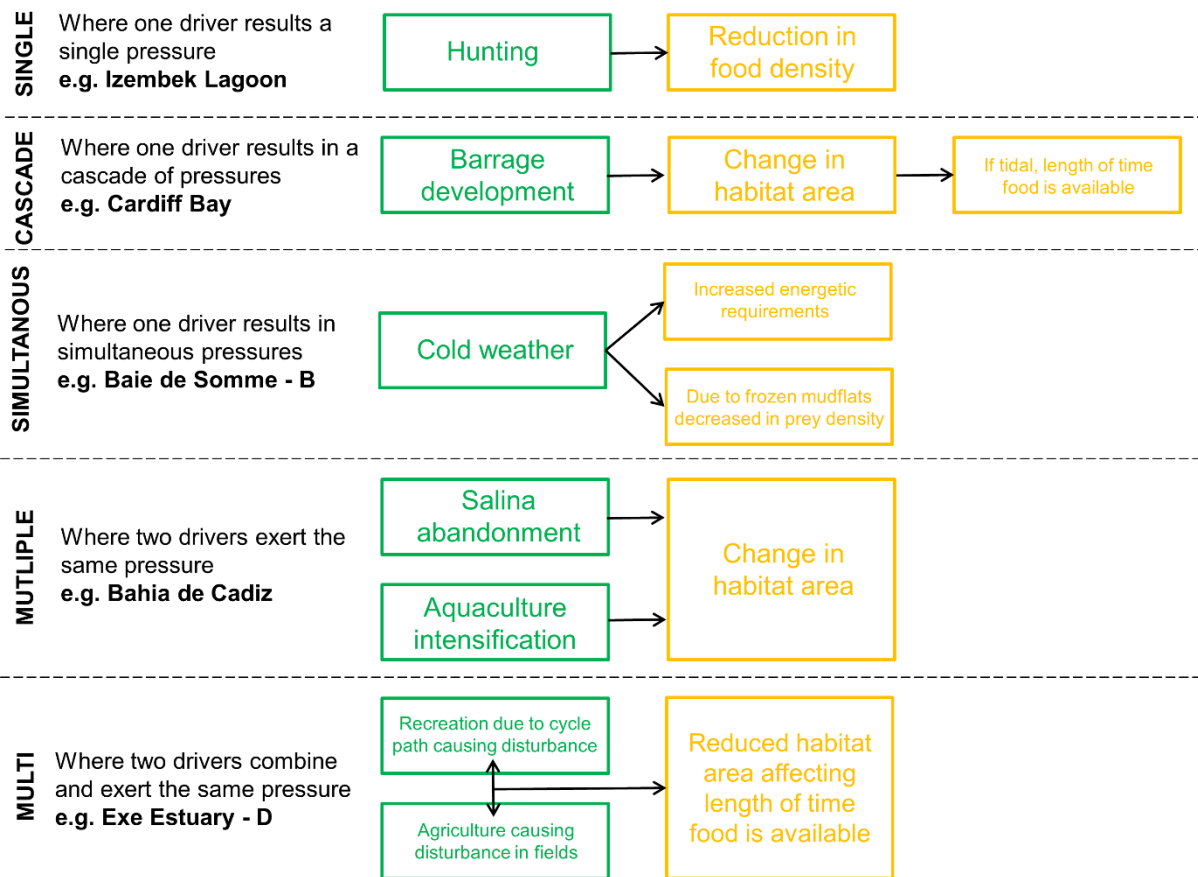 SINGLE
Where one driver results a
single pressure
e.g. Izembek Lagoon
Hunting
Reduction in
food density
CASCADE
Where one driver results in a
cascade of pressures
e.g. Cardiff Bay
Barrage
development
Change in
habitat area
If tidal, length of time
food is available
SIMULTANOUS
Where one driver results in
simultaneous pressures
e.g. Baie de Somme - B
Cold weather
Increased energetic
requirements
Due to frozen mudflats
decreased in prey density
MUTLIPLE
Where two drivers exert the
same pressure
e.g. Bahia de Cadiz
Salina
abandonment
Aquaculture
intensification
Change in
habitat area
MULTI
Where two drivers combine
and exert the same pressure
e.g. Exe Estuary - D
Recreation due to cycle
path causing disturbance
Agriculture causing
disturbance in fields
Reduced habitat
area affecting
length of time
food is available